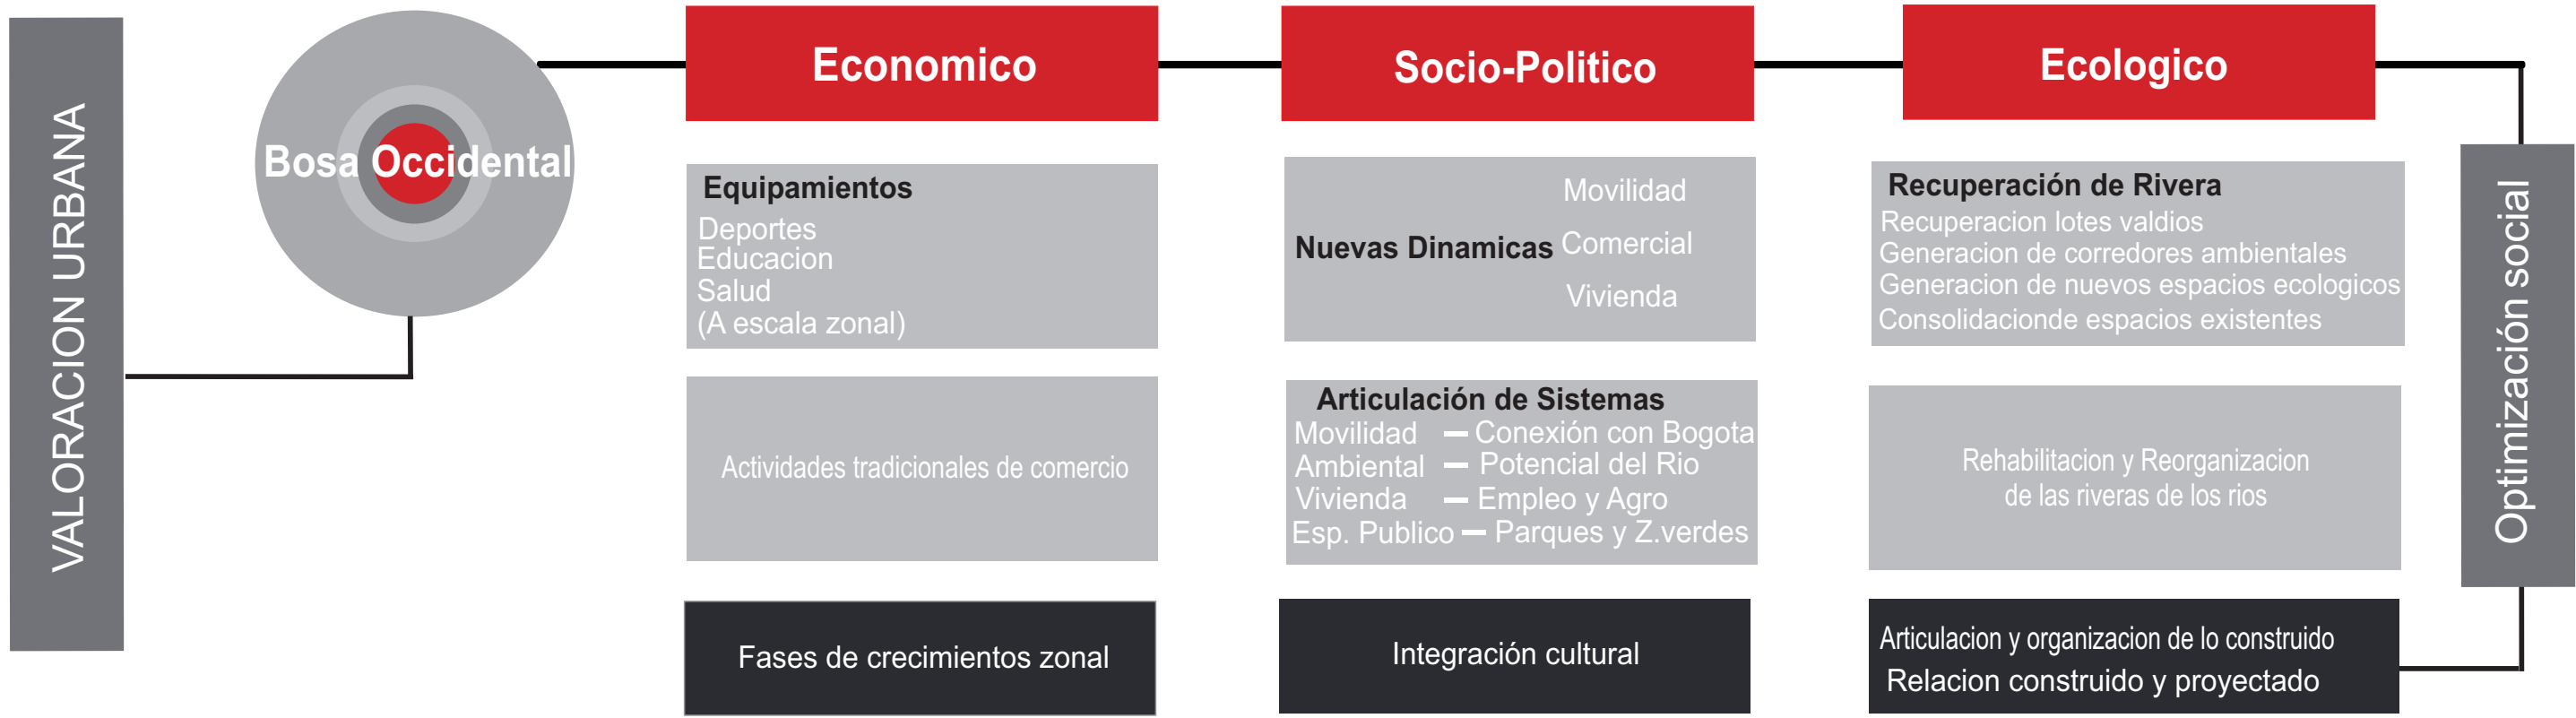 VALORACION URBANA
Bosa Occidental
Economico
Equipamientos
Deportes
Educacion
Salud
(A escala zonal)
Actividades tradicionales de comercio
Fases de crecimientos zonal
Socio-Politico
Nuevas Dinamicas
Movilidad
Comercial
Vivienda
Articulación de Sistemas
Movilidad — Conexión con Bogota
Ambiental — Potencial del Rio
Vivienda — Empleo y Agro
Esp. Publico — Parques y Z.verdes
Integración cultural
Ecologico
Recuperación de Rivera
Recuperacion lotes valdios
Generacion de corredores ambientales
Generacion de nuevos espacios ecologicos
Consolidacionde espacios existentes
Rehabilitacion y Reorganizacion
de las riveras de los rios
Articulacion y organizacion de lo construido
Relacion construido y proyectado
Optimización social